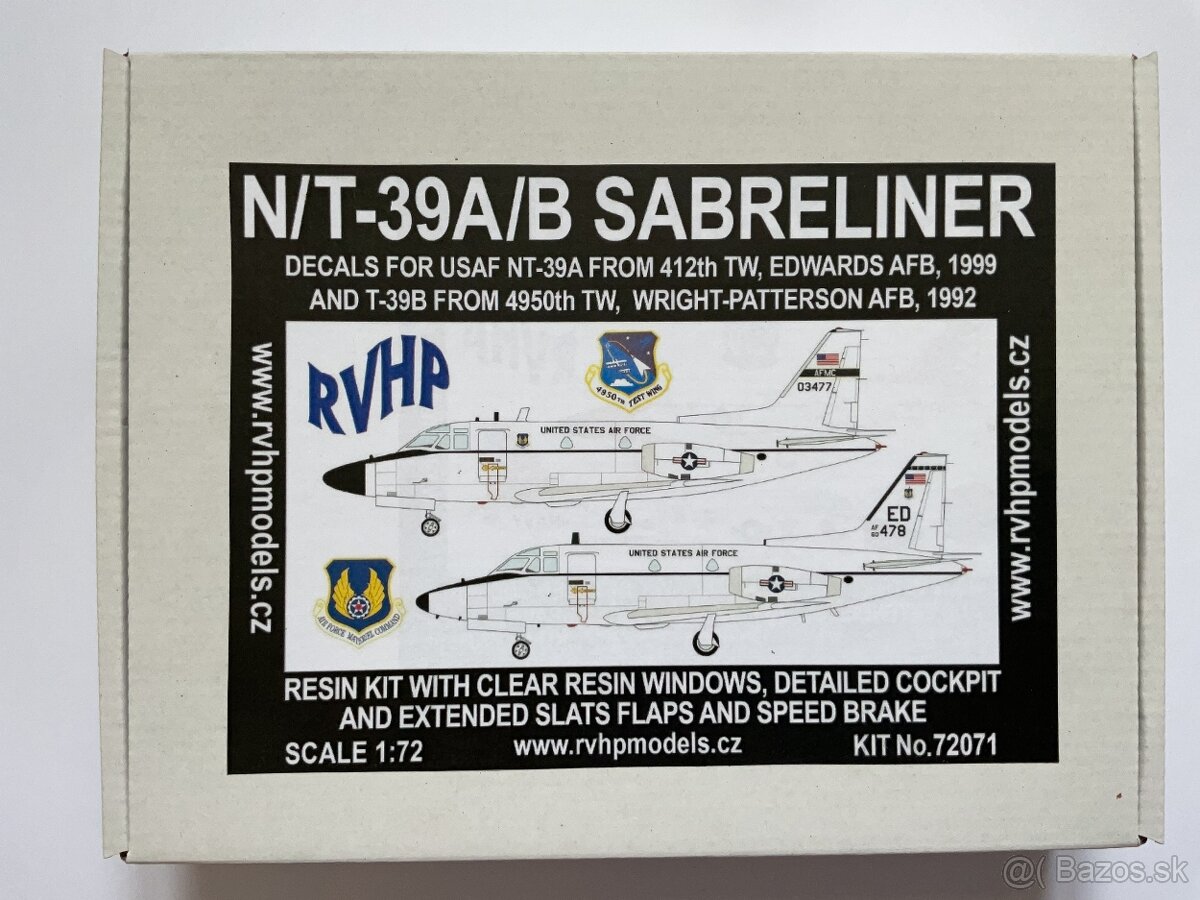 N/T-39A/B SABRELINER
DECALS FOR USAF NT-39A FROM 412th TW, EDWARDS AFB, 1999
AND T-39B FROM 4950th TW, WRIGHT-PATTERSON AFB, 1992
www.rvhpmodels.cz
RVHP
4950TH TEST WING
AFMC
03477
UNITED STATES AIR FORCE
ED
AF
60 478
UNITED STATES AIR FORCE
AIR FORCE MATERIEL COMMAND
www.rvhpmodels.cz
RESIN KIT WITH CLEAR RESIN WINDOWS, DETAILED COCKPIT
AND EXTENDED SLATS FLAPS AND SPEED BRAKE
SCALE 1:72 www.rvhpmodels.cz KIT No.72071
@( Bazos.sk